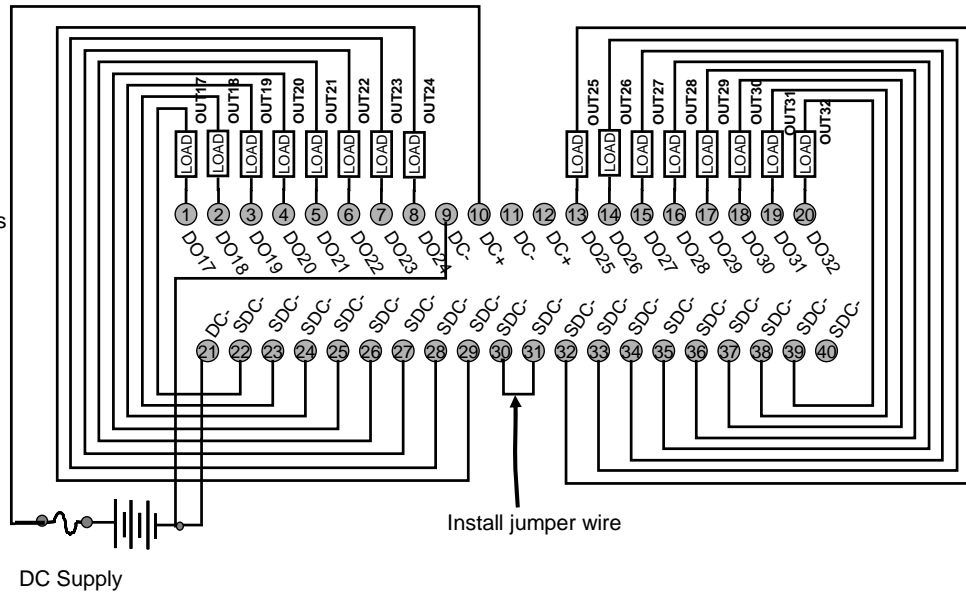 OUT17 OUT18 OUT19 OUT20 OUT21 OUT22 OUT23 OUT24 OUT25 OUT26 OUT27 OUT28 OUT29 OUT30 OUT31 OUT32
LOAD LOAD LOAD LOAD LOAD LOAD LOAD LOAD LOAD LOAD LOAD LOAD LOAD LOAD LOAD LOAD
s
1 2 3 4 5 6 7 8 9 10 11 12 13 14 15 16 17 18 19 20
DO17 DO18 DO19 DO20 DO21 DO22 DO23 DO24 DC- DC+ DC- DC+ DO25 DO26 DO27 DO28 DO29 DO30 DO31 DO32
DC- SDC- SDC- SDC- SDC- SDC- SDC- SDC- SDC- SDC- SDC- SDC- SDC- SDC- SDC- SDC- SDC- SDC- SDC- SDC-
21 22 23 24 25 26 27 28 29 30 31 32 33 34 35 36 37 38 39 40
Install jumper wire
DC Supply